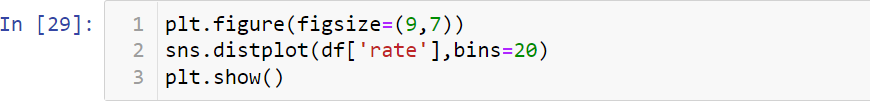 In [29]:
1 plt.figure(figsize=(9,7))
2 sns.distplot(df['rate'],bins=20)
3 plt.show()